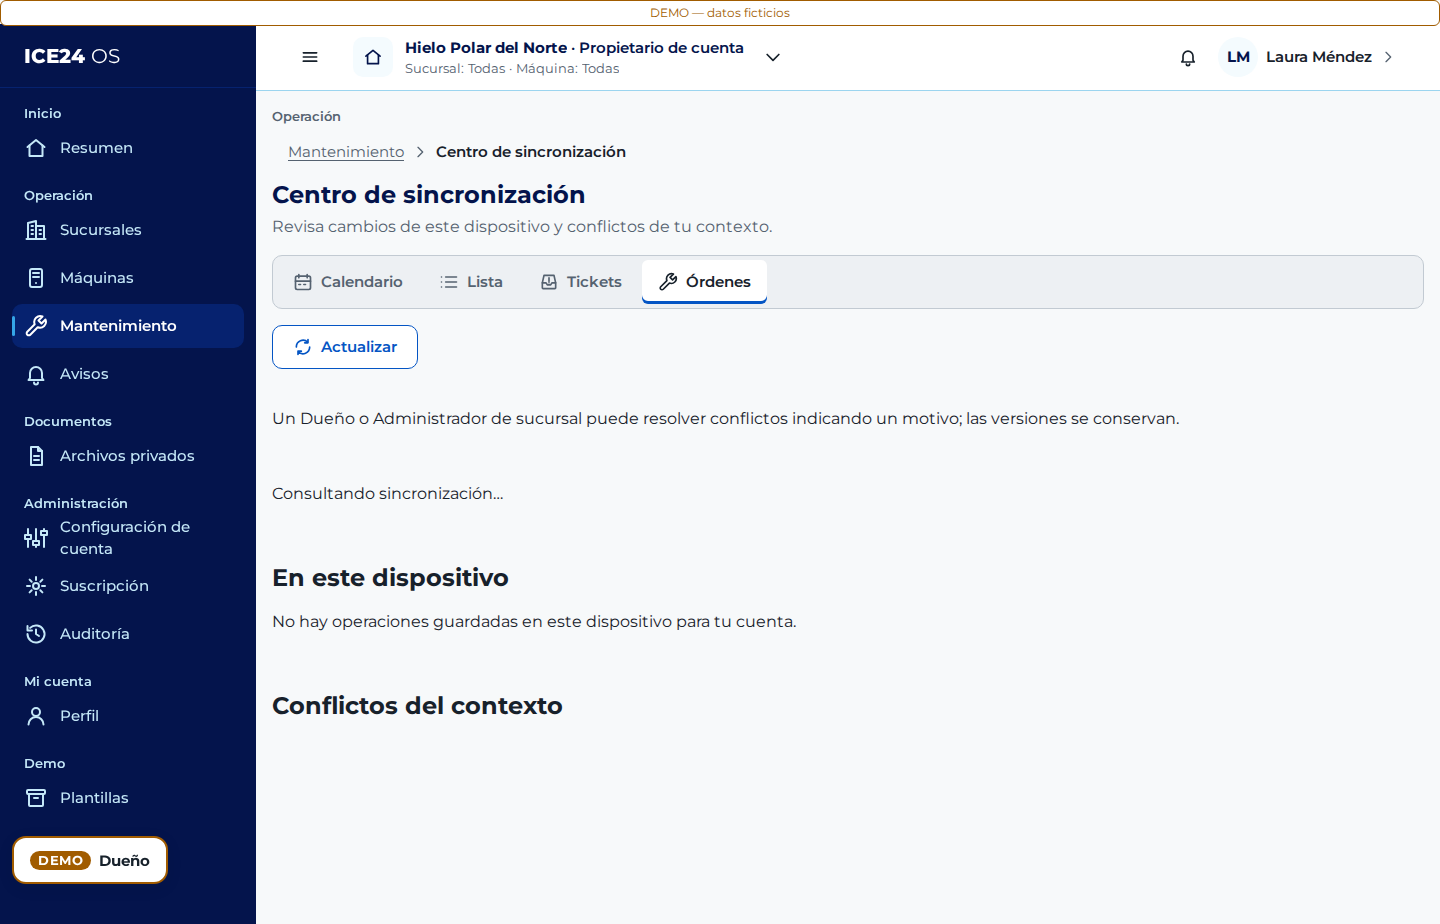 DEMO — datos ficticios
ICE24 OS
Inicio
Resumen
Operación
Sucursales
Máquinas
Mantenimiento
Avisos
Documentos
Archivos privados
Administración
Configuración de
cuenta
Suscripción
Auditoría
Mi cuenta
Perfil
Demo
Plantillas
DEMO Dueño
Hielo Polar del Norte · Propietario de cuenta
Sucursal: Todas · Máquina: Todas
LM Laura Méndez
Operación
Mantenimiento > Centro de sincronización
Centro de sincronización
Revisa cambios de este dispositivo y conflictos de tu contexto.
Calendario Lista Tickets Órdenes
Actualizar
Un Dueño o Administrador de sucursal puede resolver conflictos indicando un motivo; las versiones se conservan.
Consultando sincronización...
En este dispositivo
No hay operaciones guardadas en este dispositivo para tu cuenta.
Conflictos del contexto